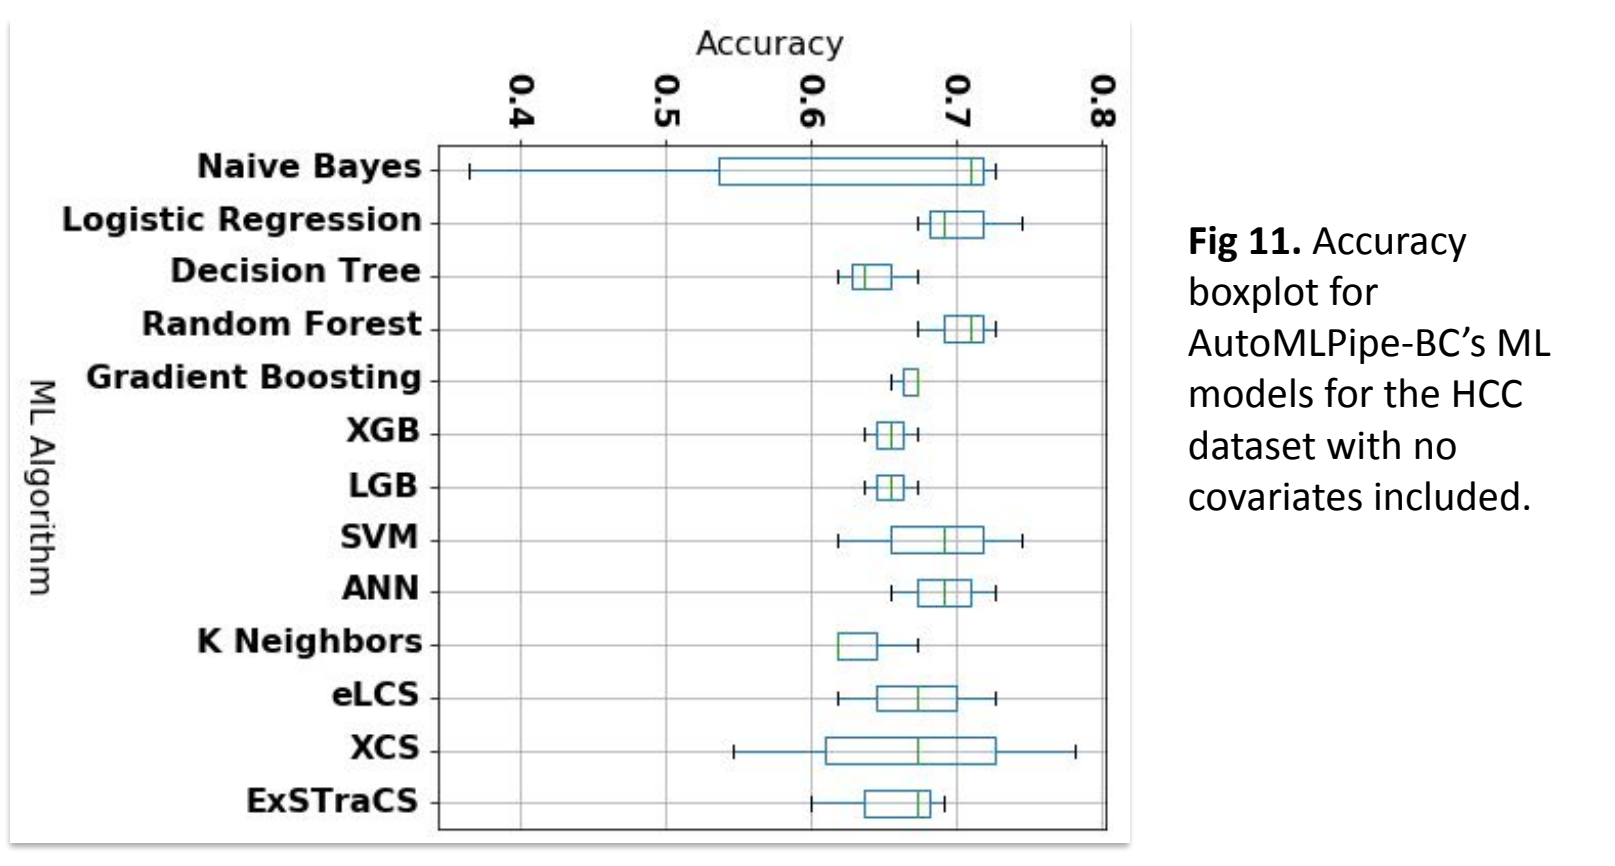 Accuracy
0.4 0.5 0.6 0.7 0.8
Naive Bayes
Logistic Regression
Decision Tree
Random Forest
Gradient Boosting
XGB
LGB
SVM
ANN
K Neighbors
eLCS
XCS
ExSTraCS
ML Algorithm
Fig 11. Accuracy
boxplot for
AutoMLPipe-BC’s ML
models for the HCC
dataset with no
covariates included.